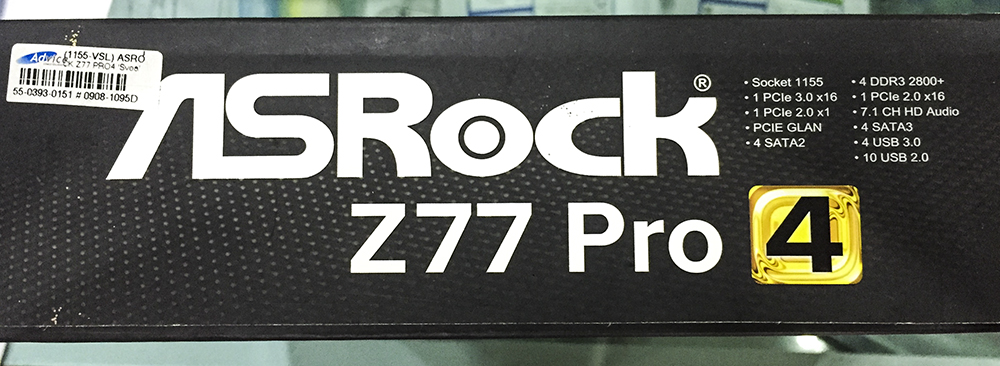 Advice (1155-VSL) ASRO
CK Z77 PRO4 'Svoa'
55-0393-0151 # 0908-1095D
ASRock®
• Socket 1155
• 1 PCIe 3.0 x16
• 1 PCIe 2.0 x1
• PCIE GLAN
• 4 SATA2
• 4 DDR3 2800+
• 1 PCIe 2.0 x16
• 7.1 CH HD Audio
• 4 SATA3
• 4 USB 3.0
• 10 USB 2.0
Z77 Pro 4